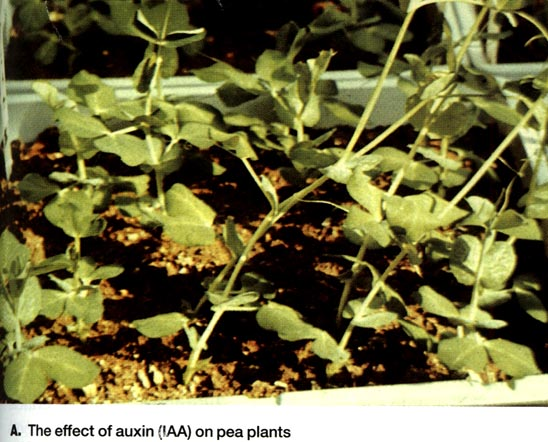 A. The effect of auxin (IAA) on pea plants